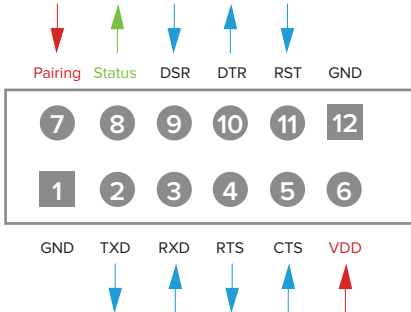 Pairing Status DSR DTR RST GND
7 8 9 10 11 12
1 2 3 4 5 6
GND TXD RXD RTS CTS VDD